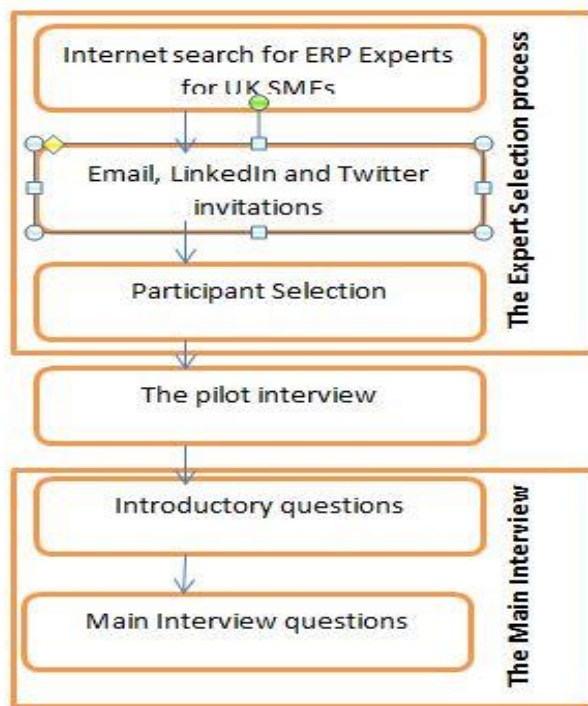 Internet search for ERP Experts
for UK SMEs
Email, LinkedIn and Twitter
invitations
Participant Selection
The Expert Selection process
The pilot interview
Introductory questions
Main Interview questions
The Main Interview